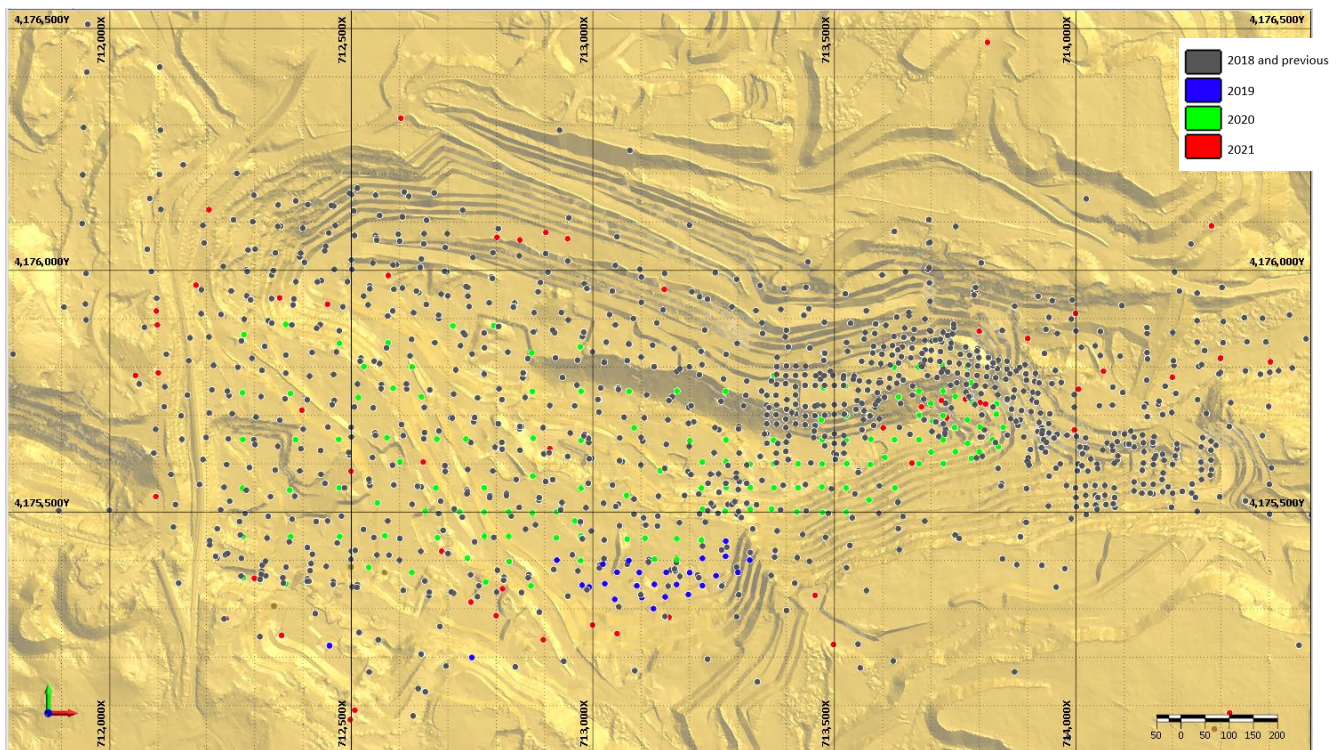 4,176,500Y
712,000X
712,500X
713,000X
713,500X
714,000X
4,176,500Y
2018 and previous
2019
2020
2021
4,176,000Y
4,176,000Y
4,175,500Y
4,175,500Y
712,000X
712,500X
713,000X
713,500X
714,000X
50 0 50 100 150 200